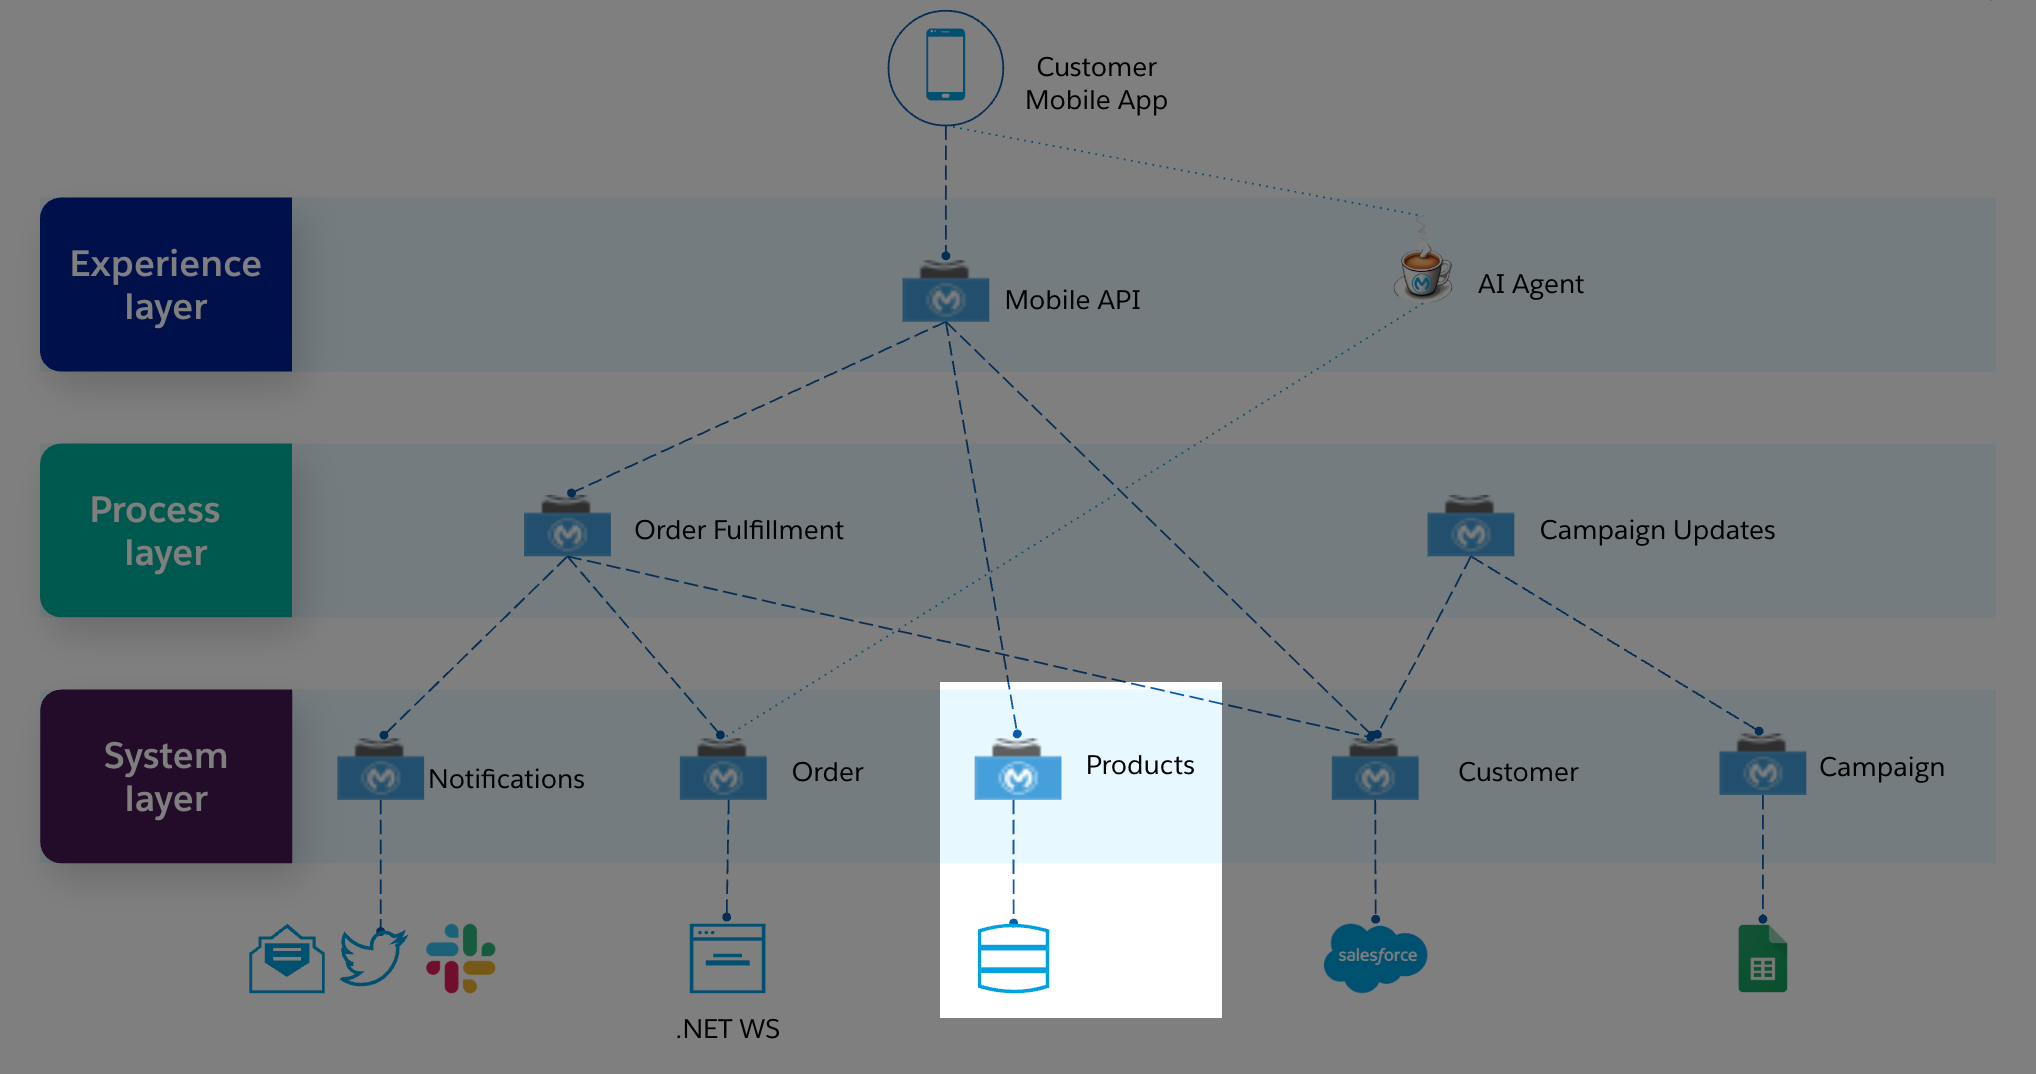 Customer
Mobile App
Experience
layer
Mobile API
AI Agent
Process
layer
Order Fulfillment
Campaign Updates
System
layer
Notifications
Order
Products
Customer
Campaign
salesforce
.NET WS